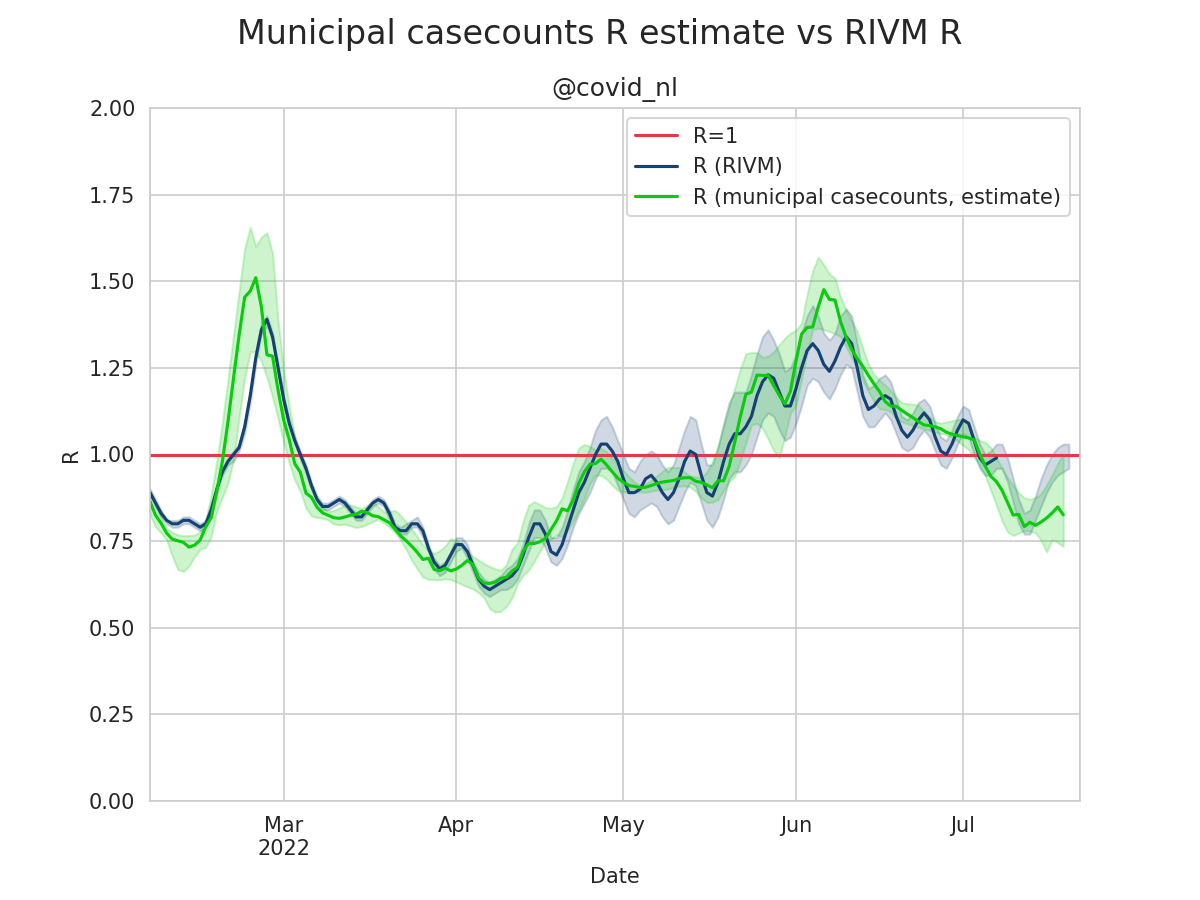 Municipal casecounts R estimate vs RIVM R
@covid_nl
R=1
R (RIVM)
R (municipal casecounts, estimate)
2.00
1.75
1.50
1.25
1.00
0.75
0.50
0.25
0.00
R
Mar Apr May Jun Jul
2022
Date